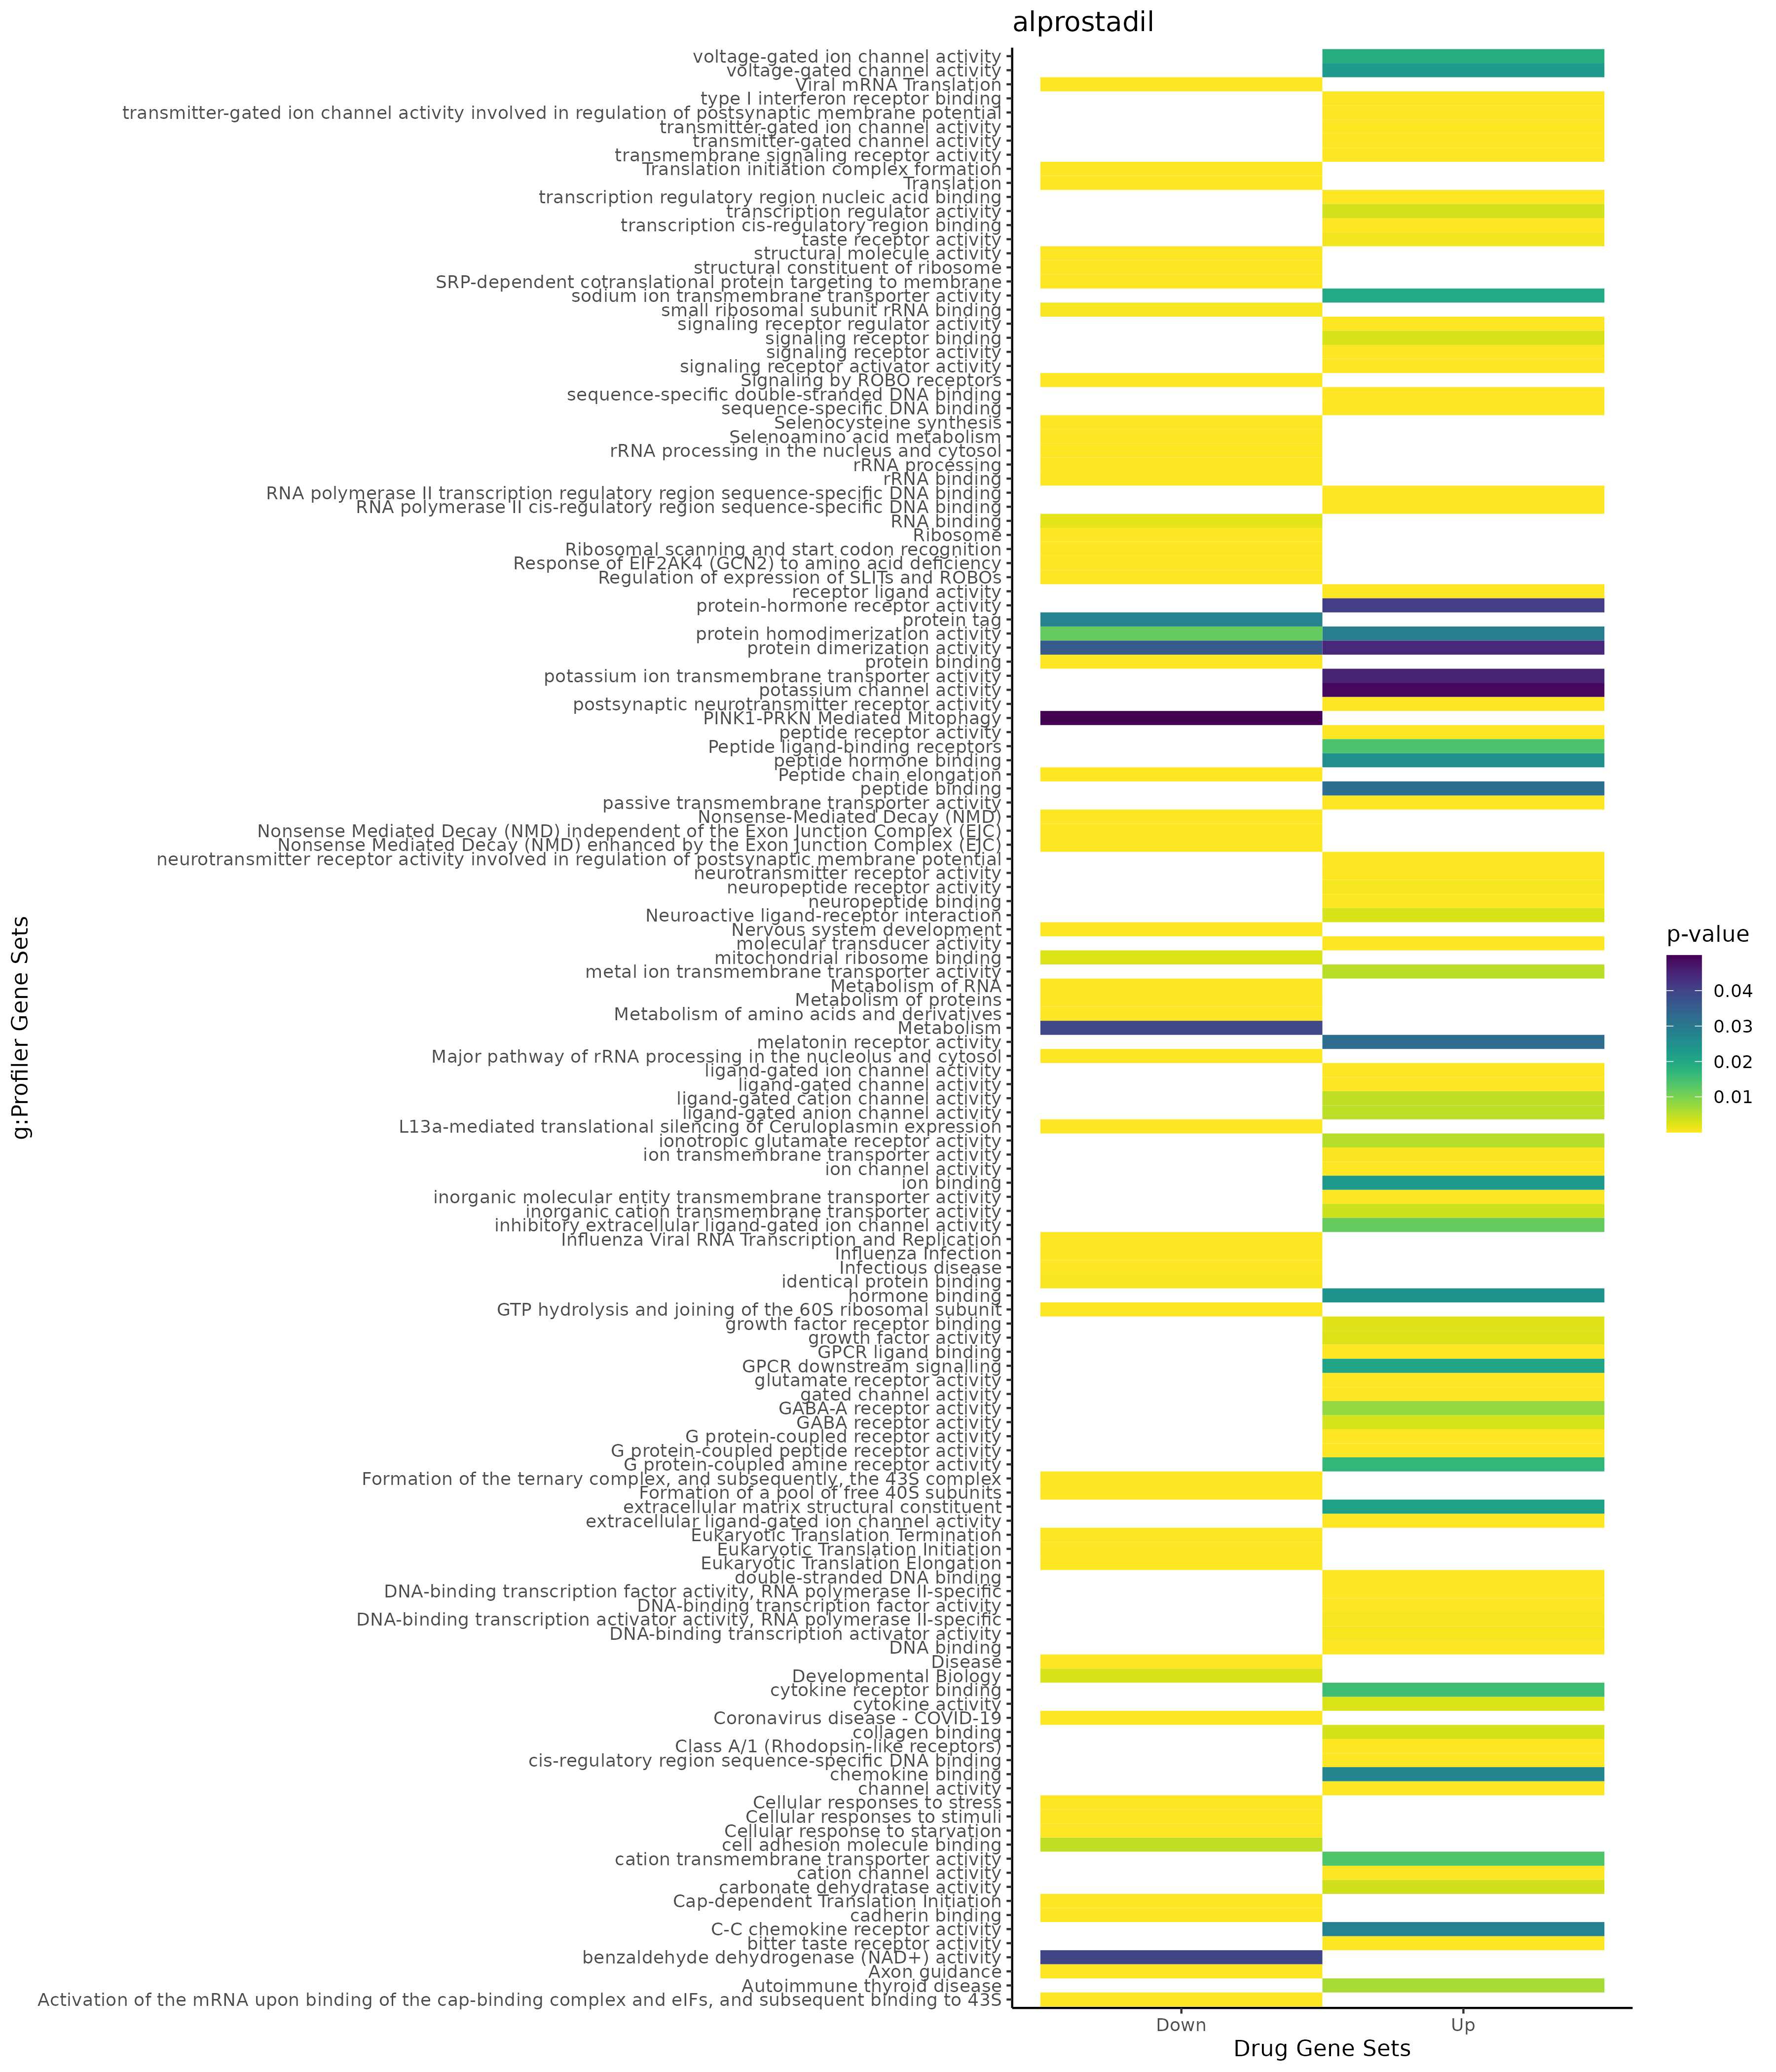 alprostadil
voltage-gated ion channel activity
voltage-gated channel activity
Viral mRNA Translation
type I interferon receptor binding
transmitter-gated ion channel activity involved in regulation of postsynaptic membrane potential
transmitter-gated ion channel activity
transmitter-gated channel activity
transmembrane signaling receptor activity
Translation initiation complex formation
Translation
transcription regulatory region nucleic acid binding
transcription regulator activity
transcription cis-regulatory region binding
taste receptor activity
structural molecule activity
structural constituent of ribosome
SRP-dependent cotranslational protein targeting to membrane
sodium ion transmembrane transporter activity
small ribosomal subunit rRNA binding
signaling receptor regulator activity
signaling receptor binding
signaling receptor activity
signaling receptor activator activity
Signaling by ROBO receptors
sequence-specific double-stranded DNA binding
sequence-specific DNA binding
Selenocysteine synthesis
Selenoamino acid metabolism
rRNA processing in the nucleus and cytosol
rRNA processing
rRNA binding
RNA polymerase II transcription regulatory region sequence-specific DNA binding
RNA polymerase II cis-regulatory region sequence-specific DNA binding
RNA binding
Ribosome
Ribosomal scanning and start codon recognition
Response of EIF2AK4 (GCN2) to amino acid deficiency
Regulation of expression of SLITs and ROBOs
receptor ligand activity
protein-hormone receptor activity
protein tag
protein homodimerization activity
protein dimerization activity
protein binding
potassium ion transmembrane transporter activity
potassium channel activity
postsynaptic neurotransmitter receptor activity
PINK1-PRKN Mediated Mitophagy
peptide receptor activity
Peptide ligand-binding receptors
peptide hormone binding
Peptide chain elongation
peptide binding
passive transmembrane transporter activity
Nonsense-Mediated Decay (NMD)
Nonsense Mediated Decay (NMD) independent of the Exon Junction Complex (EJC)
Nonsense Mediated Decay (NMD) enhanced by the Exon Junction Complex (EJC)
neurotransmitter receptor activity involved in regulation of postsynaptic membrane potential
neurotransmitter receptor activity
neuropeptide receptor activity
neuropeptide binding
Neuroactive ligand-receptor interaction
Nervous system development
molecular transducer activity
mitochondrial ribosome binding
metal ion transmembrane transporter activity
Metabolism of RNA
Metabolism of proteins
Metabolism of amino acids and derivatives
Metabolism
melatonin receptor activity
Major pathway of rRNA processing in the nucleolus and cytosol
ligand-gated ion channel activity
ligand-gated channel activity
ligand-gated cation channel activity
ligand-gated anion channel activity
L13a-mediated translational silencing of Ceruloplasmin expression
ionotropic glutamate receptor activity
ion transmembrane transporter activity
ion channel activity
ion binding
inorganic molecular entity transmembrane transporter activity
inorganic cation transmembrane transporter activity
inhibitory extracellular ligand-gated ion channel activity
Influenza Viral RNA Transcription and Replication
Influenza Infection
Infectious disease
identical protein binding
hormone binding
GTP hydrolysis and joining of the 60S ribosomal subunit
growth factor receptor binding
growth factor activity
GPCR ligand binding
GPCR downstream signalling
glutamate receptor activity
gated channel activity
GABA-A receptor activity
GABA receptor activity
G protein-coupled receptor activity
G protein-coupled peptide receptor activity
G protein-coupled amine receptor activity
Formation of the ternary complex, and subsequently, the 43S complex
Formation of a pool of free 40S subunits
extracellular matrix structural constituent
extracellular ligand-gated ion channel activity
Eukaryotic Translation Termination
Eukaryotic Translation Initiation
Eukaryotic Translation Elongation
double-stranded DNA binding
DNA-binding transcription factor activity, RNA polymerase II-specific
DNA-binding transcription factor activity
DNA-binding transcription activator activity, RNA polymerase II-specific
DNA-binding transcription activator activity
DNA binding
Disease
Developmental Biology
cytokine receptor binding
cytokine activity
Coronavirus disease - COVID-19
collagen binding
Class A/1 (Rhodopsin-like receptors)
cis-regulatory region sequence-specific DNA binding
chemokine binding
channel activity
Cellular responses to stress
Cellular responses to stimuli
Cellular response to starvation
cell adhesion molecule binding
cation transmembrane transporter activity
cation channel activity
carbonate dehydratase activity
Cap-dependent Translation Initiation
cadherin binding
C-C chemokine receptor activity
bitter taste receptor activity
benzaldehyde dehydrogenase (NAD+) activity
Axon guidance
Autoimmune thyroid disease
Activation of the mRNA upon binding of the cap-binding complex and eIFs, and subsequent binding to 43S
g:Profiler Gene Sets
Down
Up
Drug Gene Sets
p-value
0.04
0.03
0.02
0.01